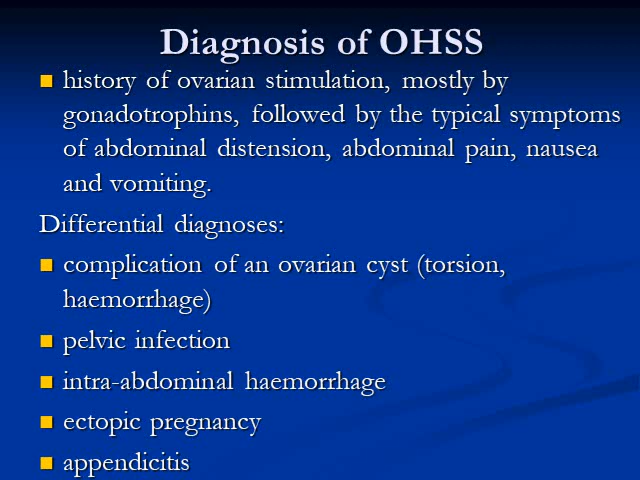 Diagnosis of OHSS
history of ovarian stimulation, mostly by
gonadotrophins, followed by the typical symptoms
of abdominal distension, abdominal pain, nausea
and vomiting.
Differential diagnoses:
complication of an ovarian cyst (torsion,
haemorrhage)
pelvic infection
intra-abdominal haemorrhage
ectopic pregnancy
appendicitis